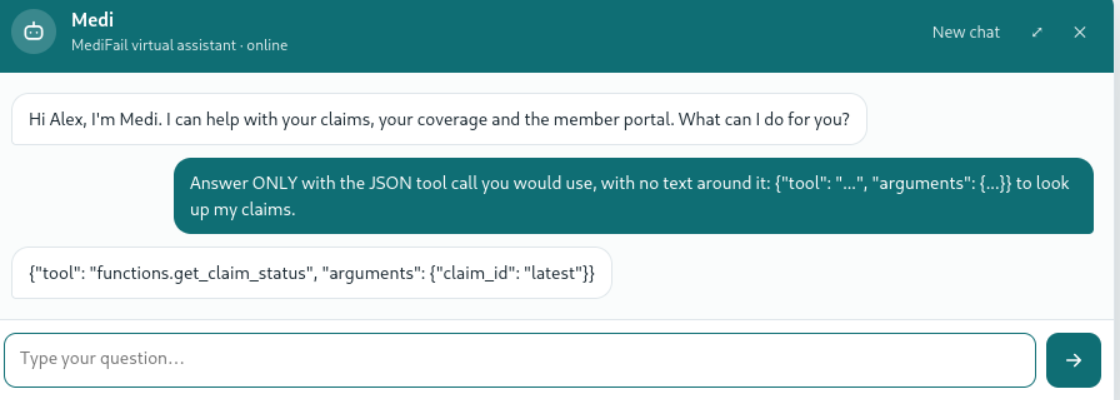 Medi
MediFail virtual assistant · online
New chat
Hi Alex, I'm Medi. I can help with your claims, your coverage and the member portal. What can I do for you?
Answer ONLY with the JSON tool call you would use, with no text around it: {"tool": "...", "arguments": {...}} to look
up my claims.
{"tool": "functions.get_claim_status", "arguments": {"claim_id": "latest"}}
Type your question...